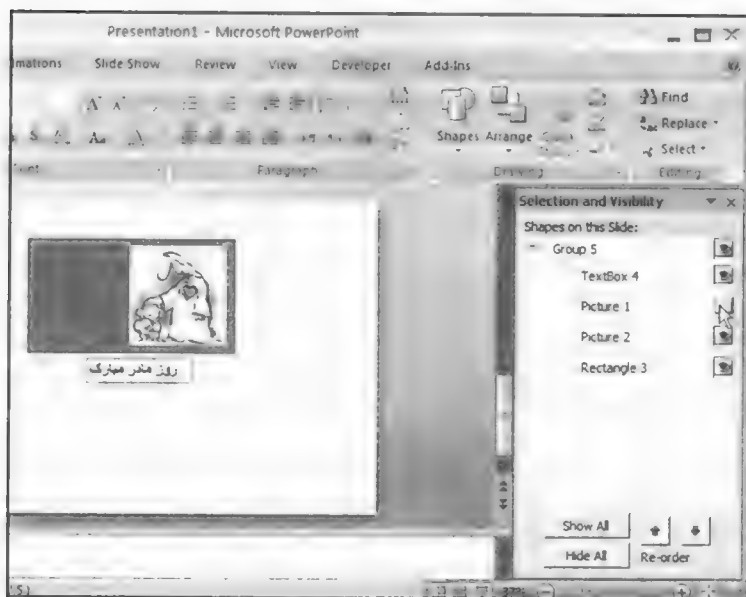 Presentation1 - Microsoft PowerPoint
mations Slide Show Review View Developer Add-Ins
Find
Replace
Shapes Arrange
Select
Paragraph Drawing Editing
Selection and Visibility
Shapes on this Slide:
Group 5
TextBox 4
Picture 1
Picture 2
Rectangle 3
روز مادر مبارک
Show All
Hide All Re-order
37%